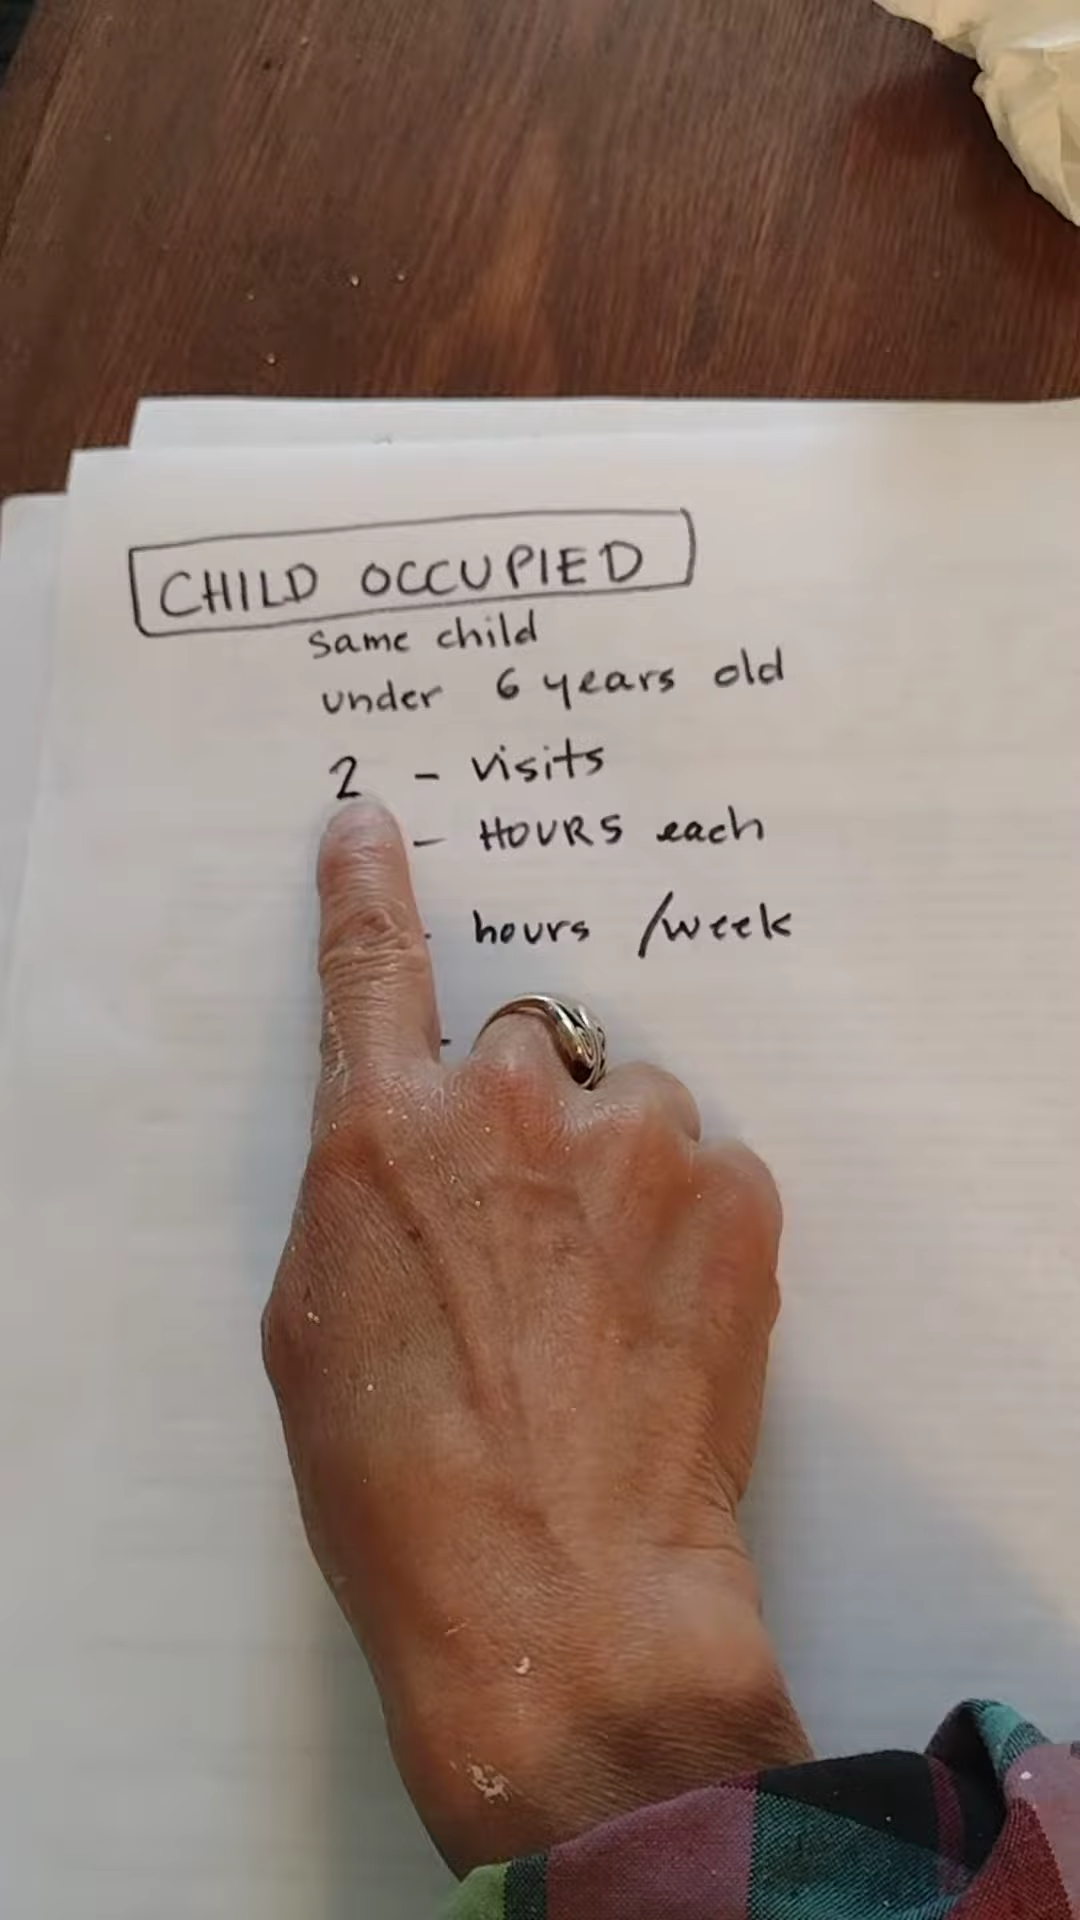 CHILD OCCUPIED
same child
under 6 years old
2 - visits
- HOURS each
- hours /week
-